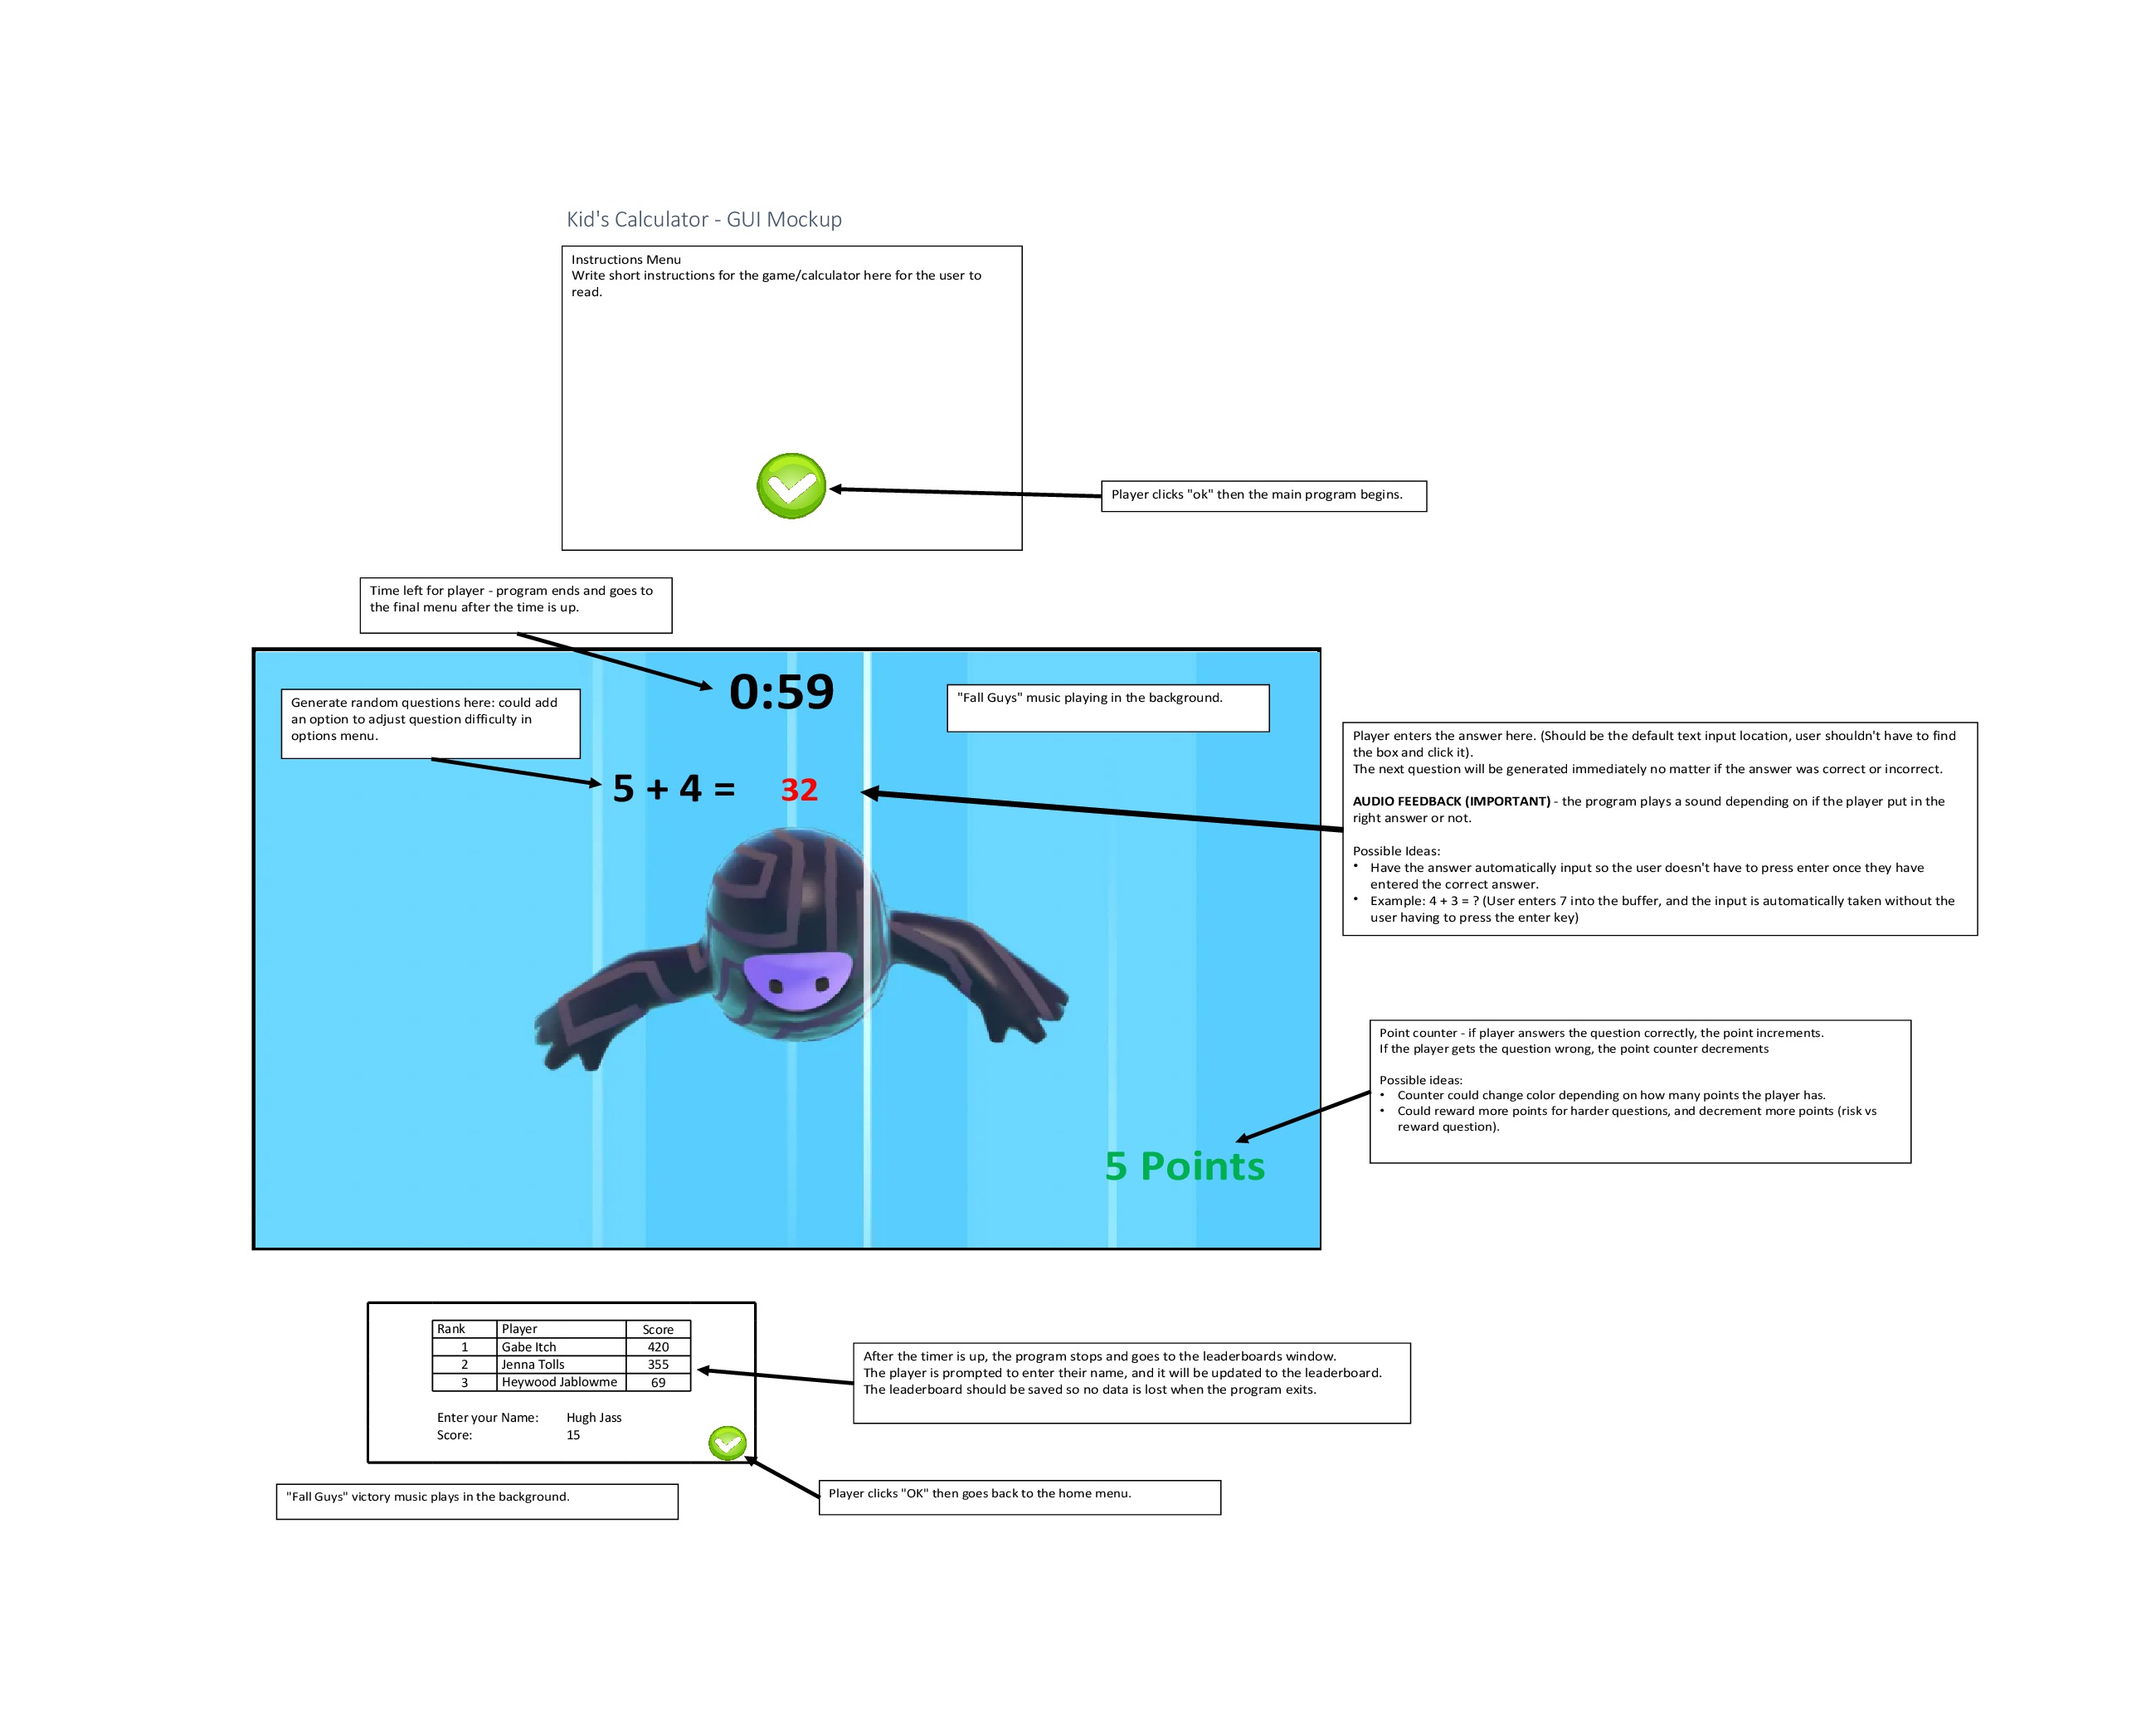 Kid's Calculator - GUI Mockup
Instructions Menu
Write short instructions for the game/calculator here for the user to
read.
Player clicks "ok" then the main program begins.
Time left for player - program ends and goes to
the final menu after the time is up.
0:59
"Fall Guys" music playing in the background.
Generate random questions here: could add
an option to adjust question difficulty in
options menu.
5 + 4 = 32
Player enters the answer here. (Should be the default text input location, user shouldn't have to find
the box and click it).
The next question will be generated immediately no matter if the answer was correct or incorrect.
AUDIO FEEDBACK (IMPORTANT) - the program plays a sound depending on if the player put in the
right answer or not.
Possible Ideas:
• Have the answer automatically input so the user doesn't have to press enter once they have
entered the correct answer.
• Example: 4 + 3 = ? (User enters 7 into the buffer, and the input is automatically taken without the
user having to press the enter key)
Point counter - if player answers the question correctly, the point increments.
If the player gets the question wrong, the point counter decrements
Possible ideas:
• Counter could change color depending on how many points the player has.
• Could reward more points for harder questions, and decrement more points (risk vs
reward question).
5 Points
Rank Player Score
1 Gabe Itch 420
2 Jenna Tolls 355
3 Heywood Jablowme 69
Enter your Name: Hugh Jass
Score: 15
After the timer is up, the program stops and goes to the leaderboards window.
The player is prompted to enter their name, and it will be updated to the leaderboard.
The leaderboard should be saved so no data is lost when the program exits.
"Fall Guys" victory music plays in the background.
Player clicks "OK" then goes back to the home menu.